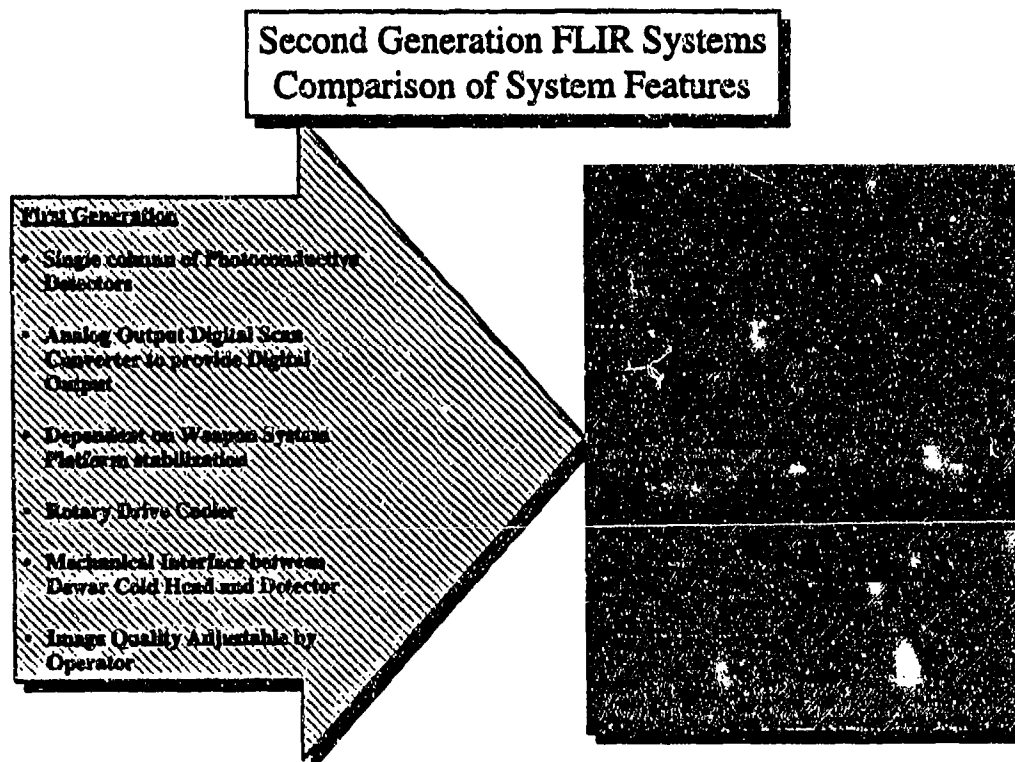 Second Generation FLIR Systems
Comparison of System Features
First Generation
• Single column of Photoconductive
Detectors
• Analog Output Digital Scan
Converter to provide Digital
Output
• Dependent on Weapon System
Platform stabilization
• Rotary Drive Cooler
• Mechanical Interface between
Dewar Cold Head and Detector
• Image Quality Adjustable by
Operator